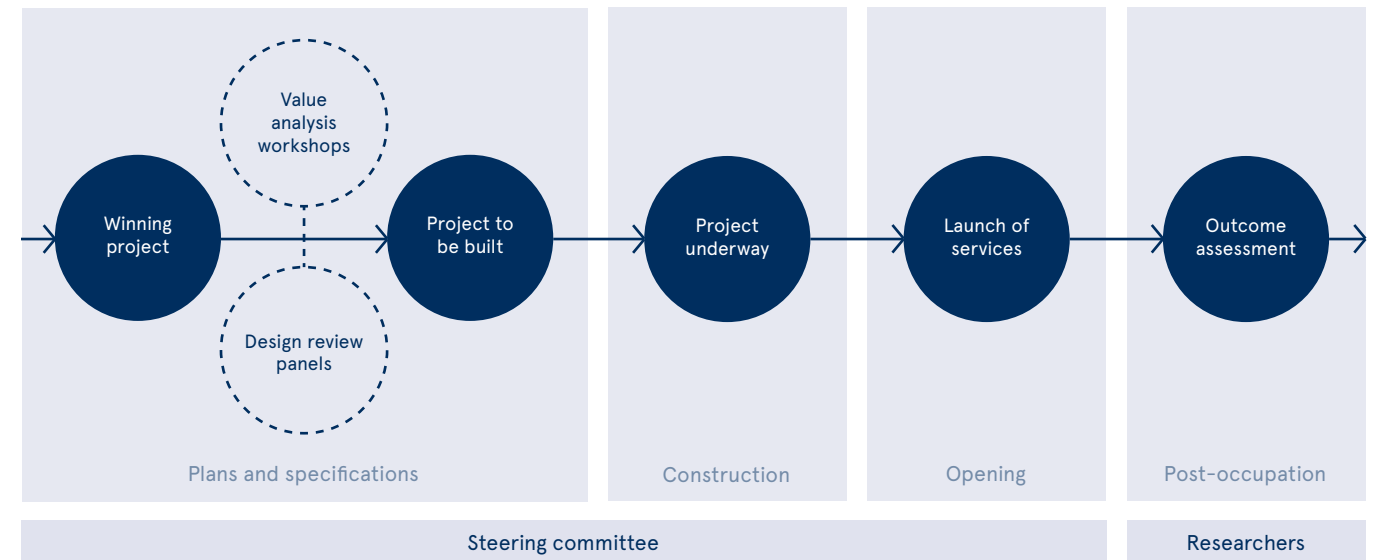 Value
analysis
workshops
Winning
project
Project to
be built
Design review
panels
Plans and specifications
Project
underway
Construction
Launch of
services
Opening
Outcome
assessment
Post-occupation
Steering committee
Researchers